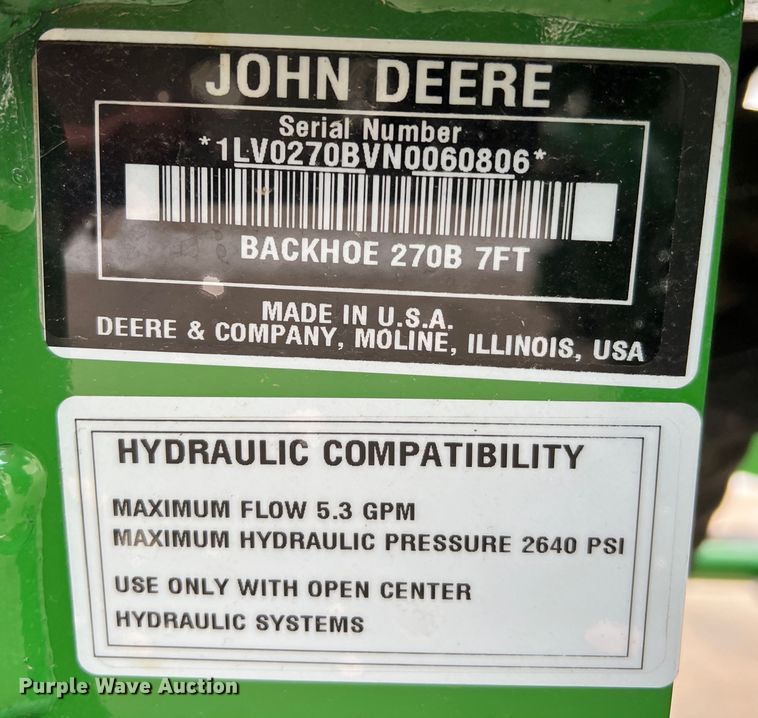 JOHN DEERE
Serial Number
*1LV0270BVN0060806*
BACKHOE 270B 7FT
MADE IN U.S.A.
DEERE & COMPANY, MOLINE, ILLINOIS, USA
HYDRAULIC COMPATIBILITY
MAXIMUM FLOW 5.3 GPM
MAXIMUM HYDRAULIC PRESSURE 2640 PSI
USE ONLY WITH OPEN CENTER
HYDRAULIC SYSTEMS
Purple Wave Auction